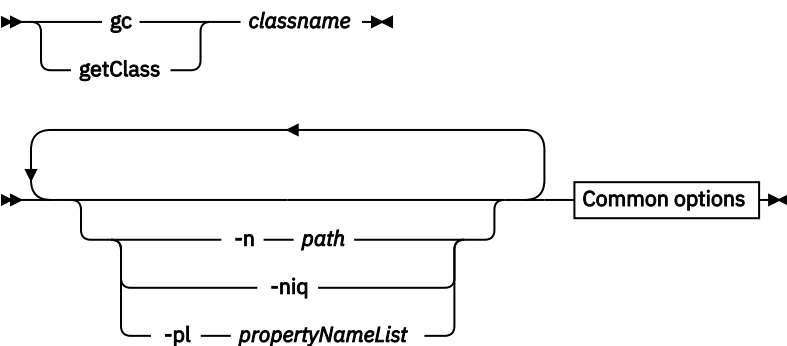 gc classname
getClass
Common options
-n path
-niq
-pl propertyNameList